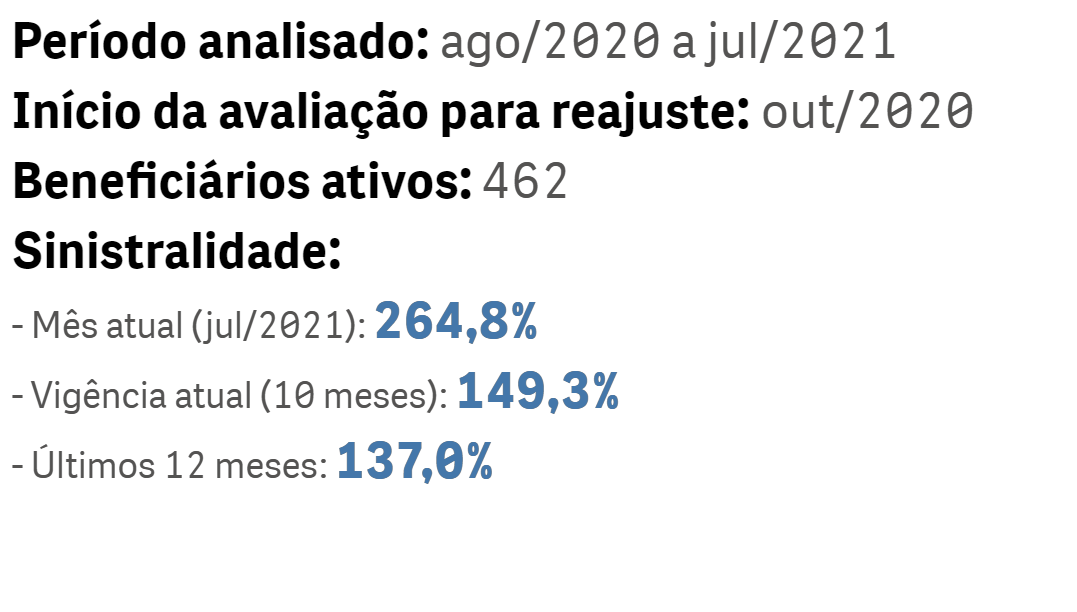 Período analisado: ago/2020 a jul/2021
Início da avaliação para reajuste: out/2020
Beneficiários ativos: 462
Sinistralidade:
- Mês atual (jul/2021): 264,8%
- Vigência atual (10 meses): 149,3%
- Últimos 12 meses: 137,0%